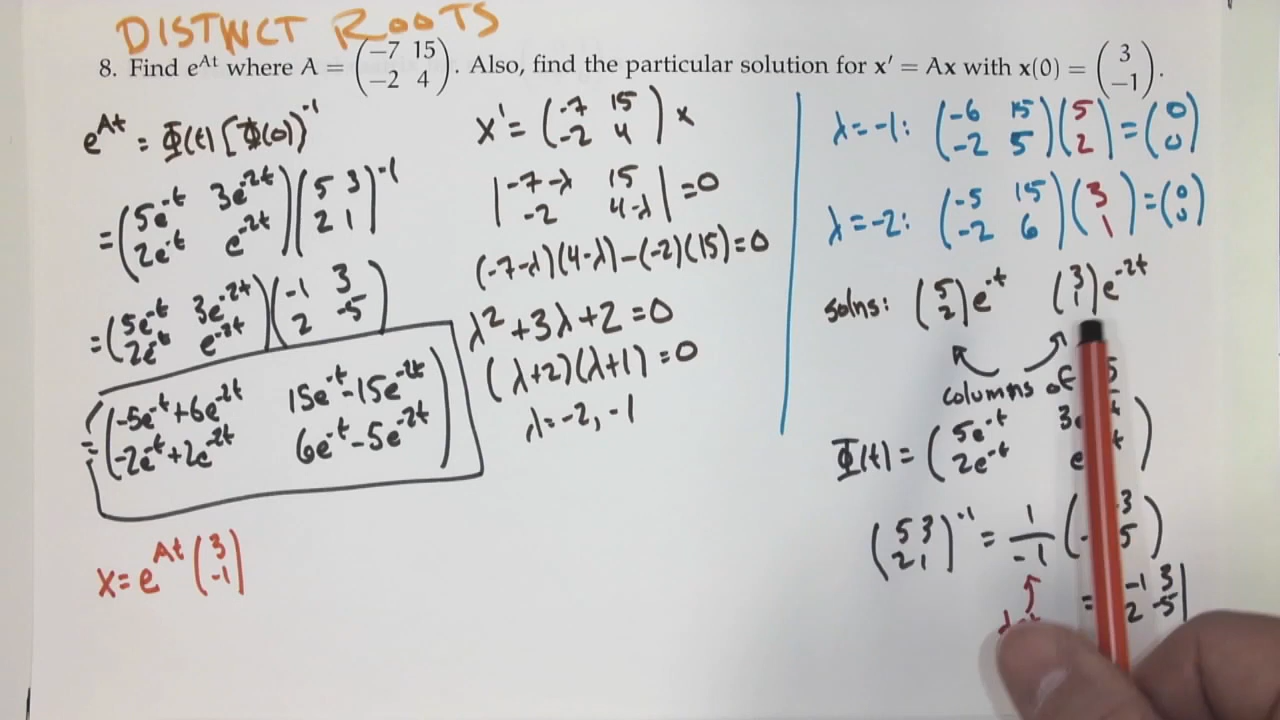 DISTINCT ROOTS
8. Find e^{At} where A = (−7 15; −2 4). Also, find the particular solution for x′ = Ax with x(0) = (3; −1).
e^{At} = Φ(t) [Φ(0)]^{-1}
= (5e^{-t} 3e^{-2t}; 2e^{-t} e^{-2t}) (5 3; 2 1)^{-1}
= (5e^{-t} 3e^{-2t}; 2e^{-t} e^{-2t}) (-1 3; 2 -5)
= (-5e^{-t}+6e^{-2t} 15e^{-t}-15e^{-2t}; -2e^{-t}+2e^{-2t} 6e^{-t}-5e^{-2t})
x = e^{At} (3; -1)
x' = (-7 15; -2 4) x
|-7-λ 15; -2 4-λ| = 0
(-7-λ)(4-λ)-(-2)(15)=0
λ²+3λ+2=0
(λ+2)(λ+1)=0
λ=-2,-1
λ=-1: (-6 15; -2 5) (5; 2) = (0; 0)
λ=-2: (-5 15; -2 6) (3; 1) = (0; 0)
solns: (5; 2)e^{-t} (3; 1)e^{-2t}
columns of
Φ(t) = (5e^{-t} 3e; 2e^{-t} e)
(5 3; 2 1)^{-1} = 1/-1 ( -3; - 5)
= -1 3; 2 -5